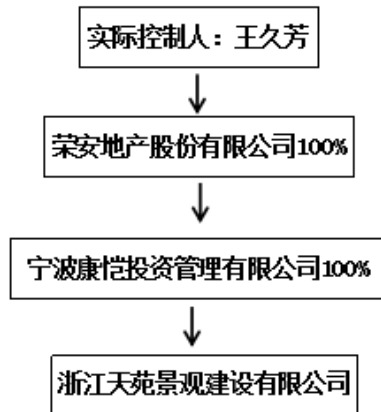 实际控制人：王久芳
荣安地产股份有限公司100%
宁波康恺投资管理有限公司100%
浙江天苑景观建设有限公司